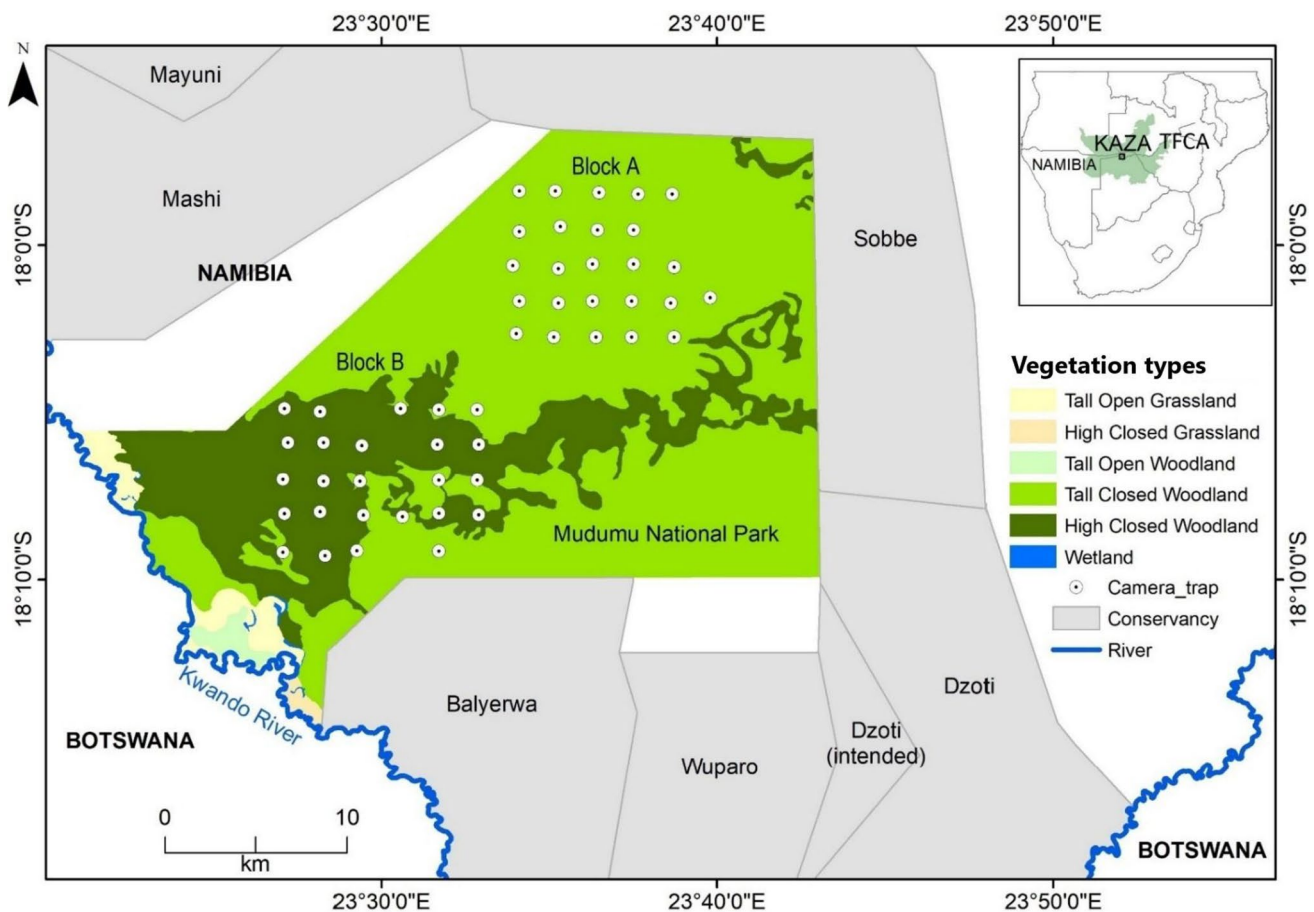 23°30'0"E
23°40'0"E
23°50'0"E
N
Mayuni
Mashi
NAMIBIA
Block A
Sobbe
KAZA TFCA
NAMIBIA
18°0'0"S
18°0'0"S
Block B
Mudumu National Park
Vegetation types
Tall Open Grassland
High Closed Grassland
Tall Open Woodland
Tall Closed Woodland
High Closed Woodland
Wetland
Camera_trap
Conservancy
River
18°10'0"S
18°10'0"S
Kwando River
BOTSWANA
Balyerwa
Wuparo
Dzoti
(intended)
Dzoti
0 10
km
BOTSWANA
23°30'0"E
23°40'0"E
23°50'0"E